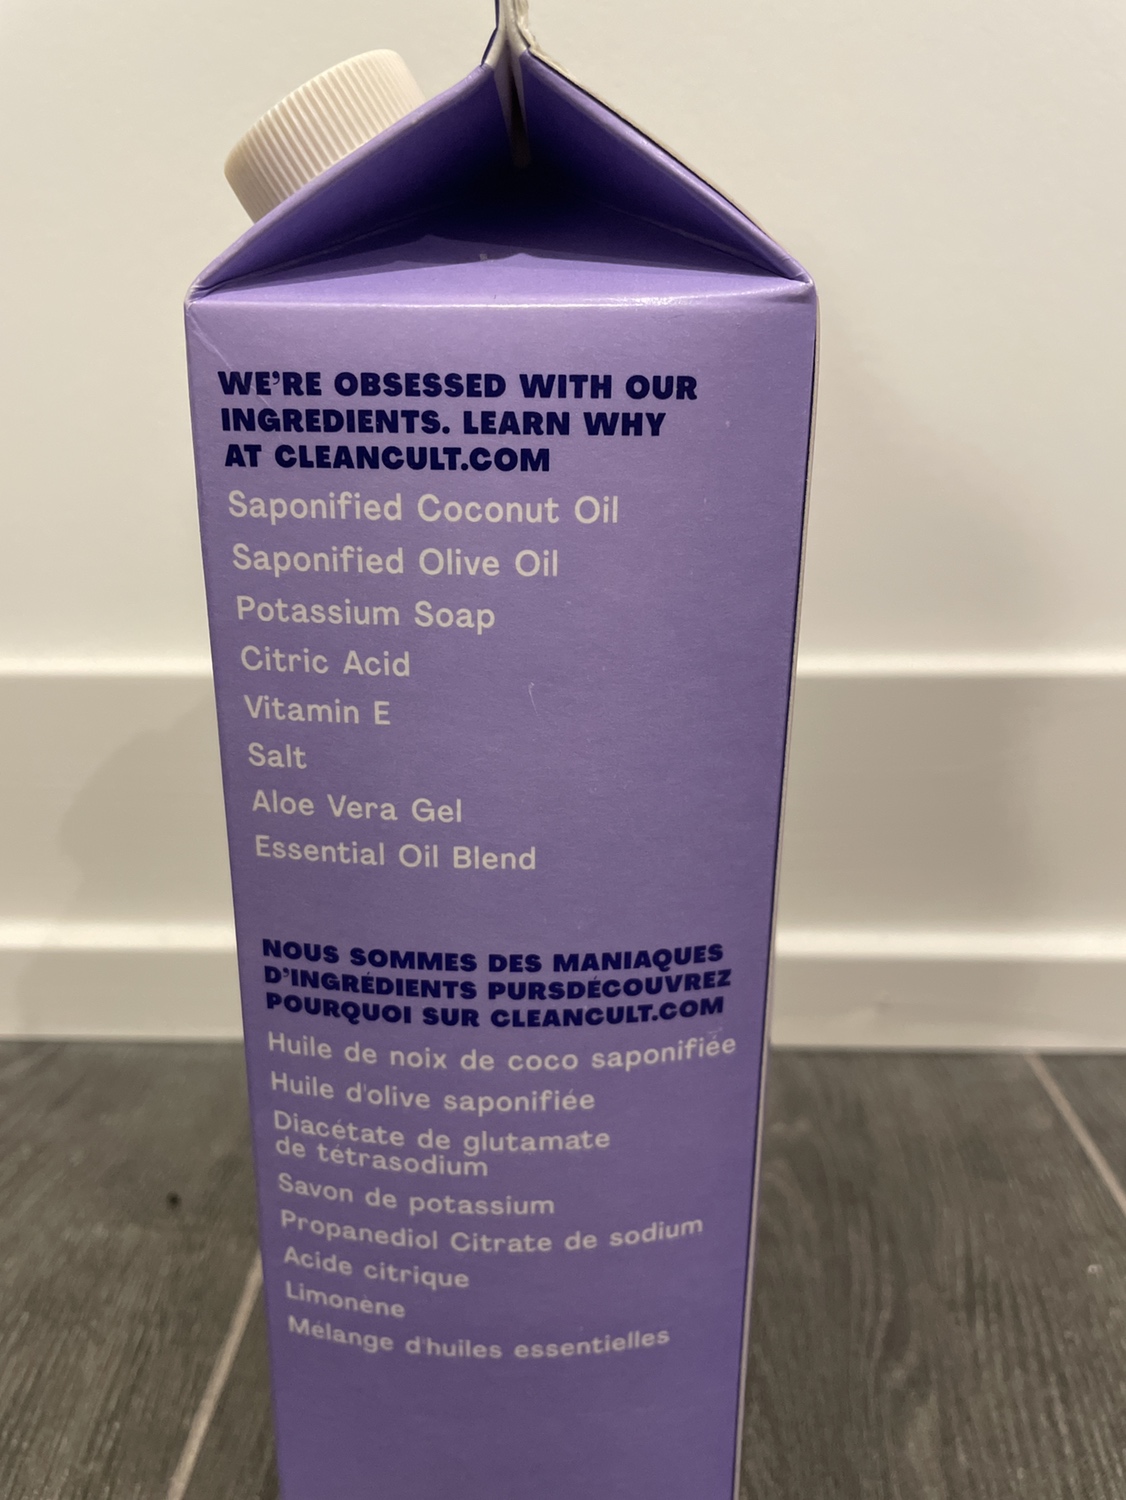 WE'RE OBSESSED WITH OUR
INGREDIENTS. LEARN WHY
AT CLEANCULT.COM
Saponified Coconut Oil
Saponified Olive Oil
Potassium Soap
Citric Acid
Vitamin E
Salt
Aloe Vera Gel
Essential Oil Blend
NOUS SOMMES DES MANIAQUES
D'INGRÉDIENTS PURSDÉCOUVREZ
POURQUOI SUR CLEANCULT.COM
Huile de noix de coco saponifiée
Huile d'olive saponifiée
Diacétate de glutamate
de tétrasodium
Savon de potassium
Propanediol Citrate de sodium
Acide citrique
Limonène
Mélange d'huiles essentielles